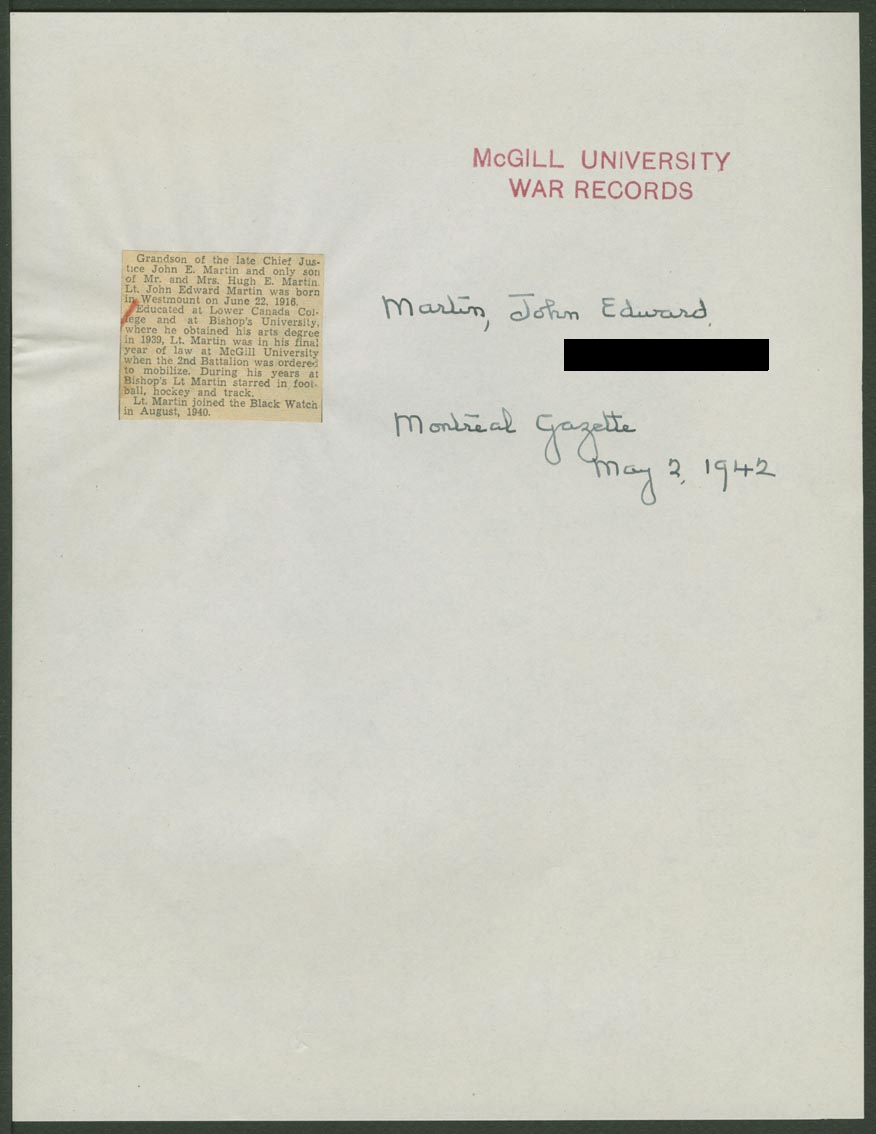 McGILL UNIVERSITY
WAR RECORDS
Grandson of the late Chief Jus-
tice John E. Martin and only son
of Mr. and Mrs. Hugh E. Martin.
Lt. John Edward Martin was born
in Westmount on June 22, 1916.
Educated at Lower Canada Col-
lege and at Bishop's University,
where he obtained his arts degree
in 1939, Lt. Martin was in his final
year of law at McGill University
when the 2nd Battalion was ordered
to mobilize. During his years at
Bishop's Lt Martin starred in foot-
ball, hockey and track.
Lt. Martin joined the Black Watch
in August, 1940.
Martin, John Edward.
Montreal Gazette
May 2, 1942